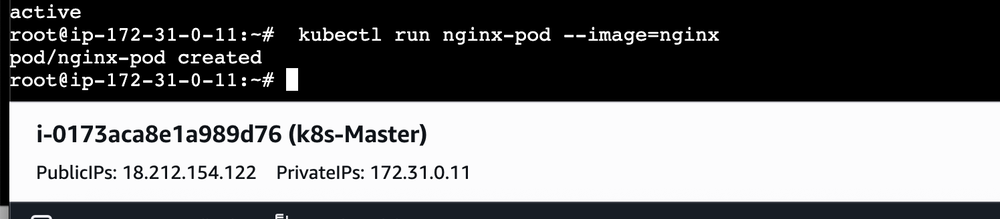 active
root@ip-172-31-0-11:~#  kubectl run nginx-pod --image=nginx
pod/nginx-pod created
root@ip-172-31-0-11:~#
i-0173aca8e1a989d76 (k8s-Master)
PublicIPs: 18.212.154.122    PrivateIPs: 172.31.0.11